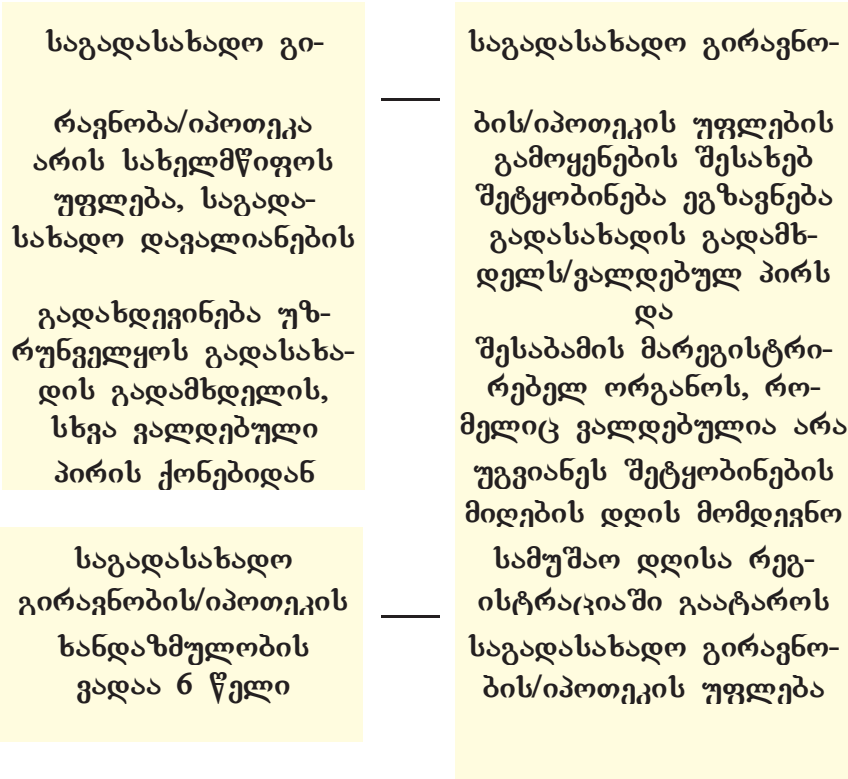 საგადასახადო გი-
რავნობა/იპოთეკა
არის სახელმწიფოს
უფლება, საგადა-
სახადო დავალიანების
გადახდევინება უზ-
რუნველყოს გადასახა-
დის გადამხდელის,
სხვა ვალდებული
პირის ქონებიდან
საგადასახადო
გირავნობის/იპოთეკის
ხანდაზმულობის
ვადაა 6 წელი
საგადასახადო გირავნო-
ბის/იპოთეკის უფლების
გამოყენების შესახებ
შეტყობინება ეგზავნება
გადასახადის გადამხ-
დელს/ვალდებულ პირს
და
შესაბამის მარეგისტრი-
რებელ ორგანოს, რო-
მელიც ვალდებულია არა
უგვიანეს შეტყობინების
მიღების დღის მომდევნო
სამუშაო დღისა რეგ-
ისტრაციაში გაატაროს
საგადასახადო გირავნო-
ბის/იპოთეკის უფლება